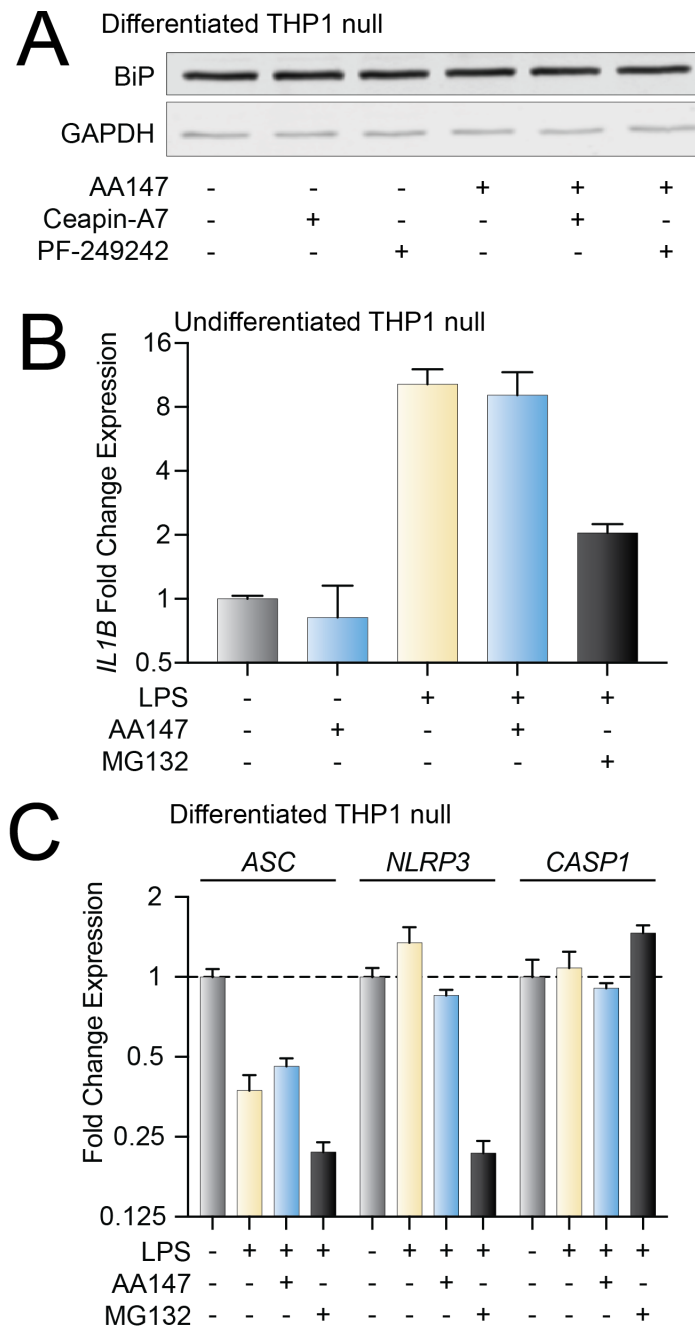 A Differentiated THP1 null
BiP
GAPDH
AA147 - - - + + +
Ceapin-A7 - + - - + -
PF-249242 - - + - - +
B Undifferentiated THP1 null
IL1B Fold Change Expression
16
8
4
2
1
0.5
LPS - - + + +
AA147 - + - + -
MG132 - - - - +
C Differentiated THP1 null
ASC NLRP3 CASP1
Fold Change Expression
2
1
0.5
0.25
0.125
LPS - + + + - + + + - + + +
AA147 - - + - - - + - - - + -
MG132 - - - + - - - + - - - +